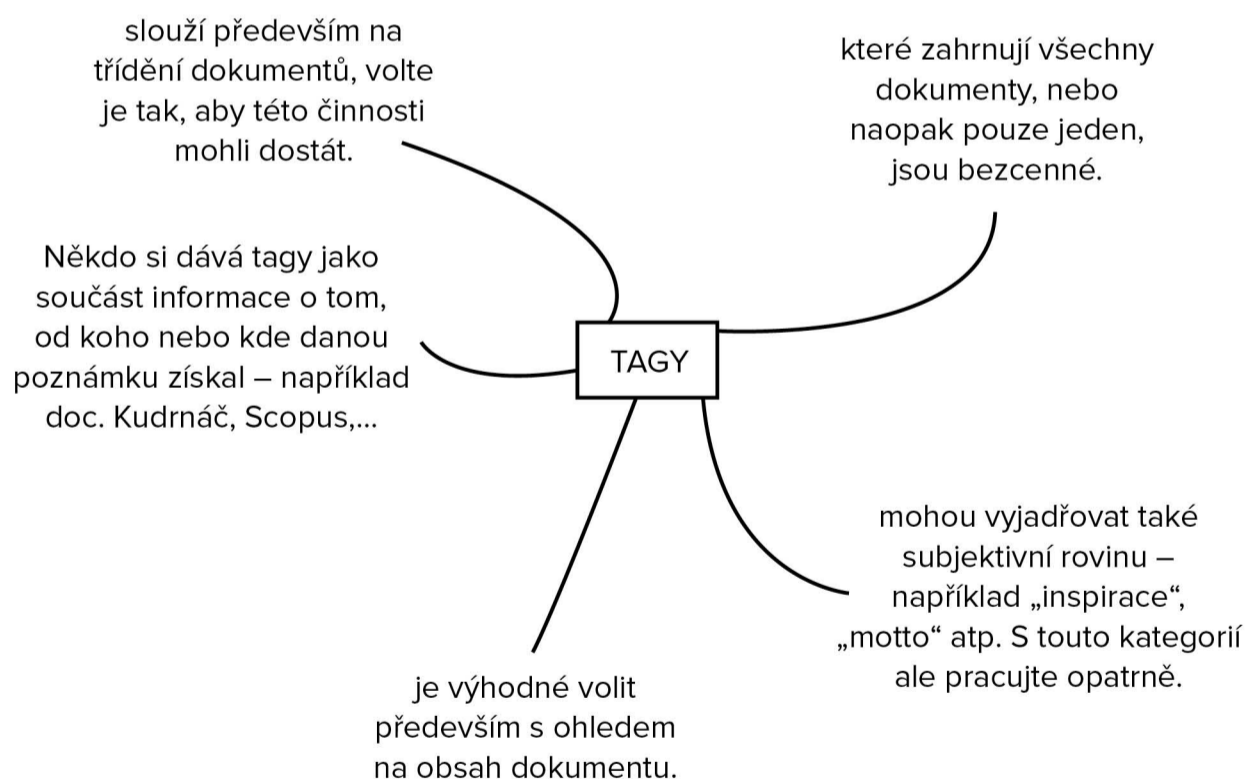 slouží především na
třídění dokumentů, volte
je tak, aby této činnosti
mohli dostát.
které zahrnují všechny
dokumenty, nebo
naopak pouze jeden,
jsou bezcenné.
Někdo si dává tagy jako
součást informace o tom,
od koho nebo kde danou
poznámku získal – například
doc. Kudrnáč, Scopus,...
TAGY
mohou vyjadřovat také
subjektivní rovinu –
například „inspirace“,
„motto“ atp. S touto kategorií
ale pracujte opatrně.
je výhodné volit
především s ohledem
na obsah dokumentu.